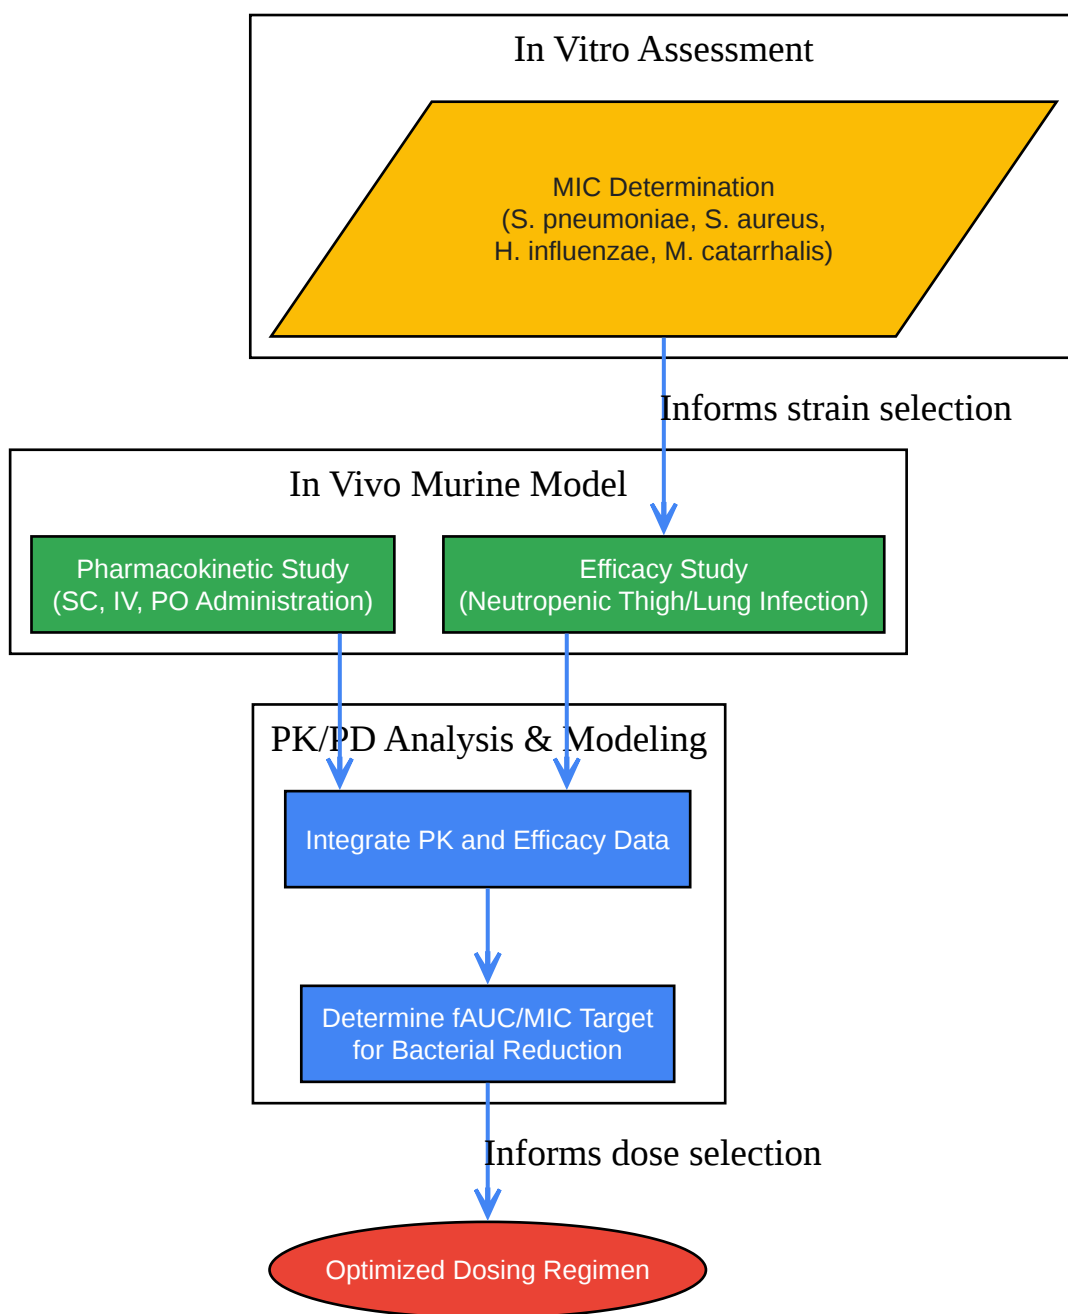 In Vitro Assessment
MIC Determination
(S. pneumoniae, S. aureus,
H. influenzae, M. catarrhalis)
Informs strain selection
In Vivo Murine Model
Pharmacokinetic Study
(SC, IV, PO Administration)
Efficacy Study
(Neutropenic Thigh/Lung Infection)
PK/PD Analysis & Modeling
Integrate PK and Efficacy Data
Determine fAUC/MIC Target
for Bacterial Reduction
Informs dose selection
Optimized Dosing Regimen